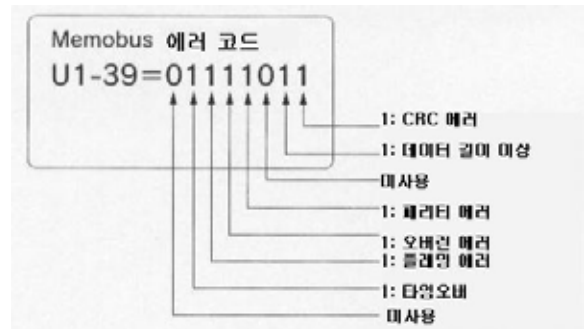 Memobus 에러 코드
U1-39=01111011
1: CRC 에러
1: 데이터 길이 이상
미사용
1: 패리티 에러
1: 오버런 에러
1: 플레임 에러
1: 타임오버
미사용